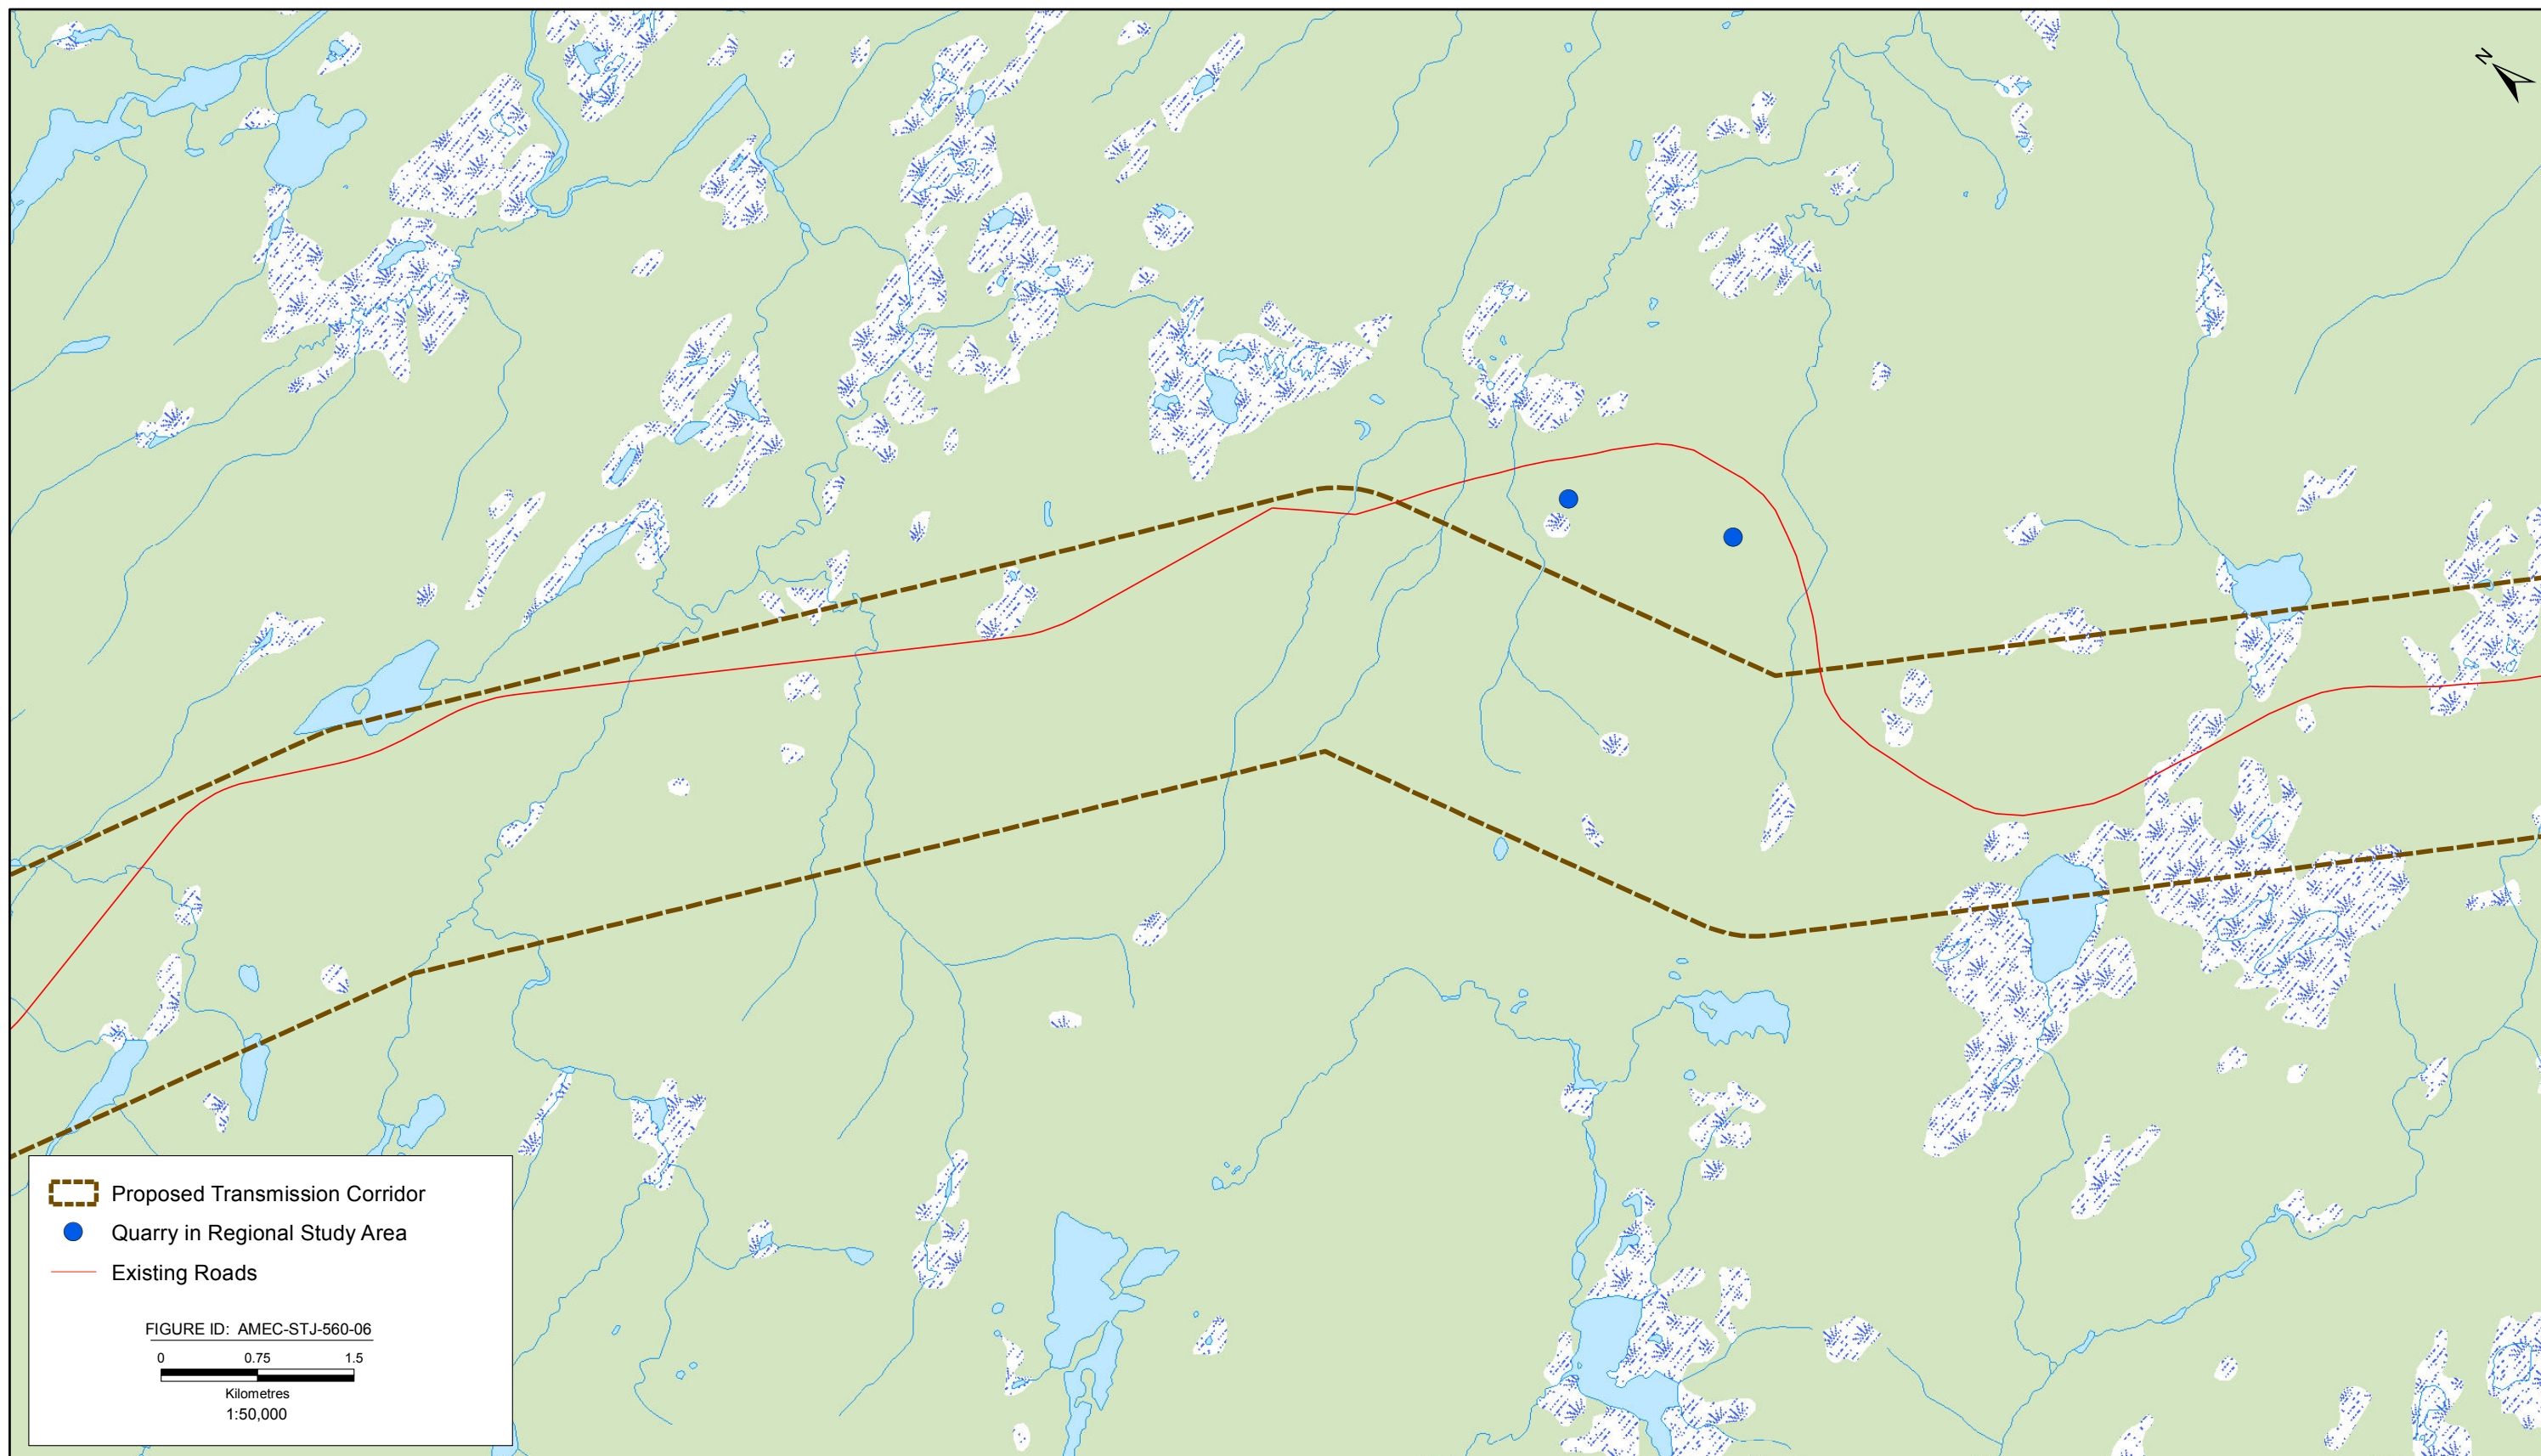 N
Proposed Transmission Corridor
Quarry in Regional Study Area
Existing Roads
FIGURE ID: AMEC-STJ-560-06
0 0.75 1.5
Kilometres
1:50,000